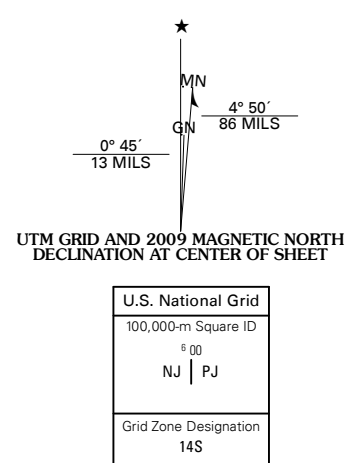 ★
MN
4° 50´
86 MILS
GN
0° 45´
13 MILS
UTM GRID AND 2009 MAGNETIC NORTH
DECLINATION AT CENTER OF SHEET
U.S. National Grid
100,000-m Square ID
⁶ 00
NJ | PJ
Grid Zone Designation
14S